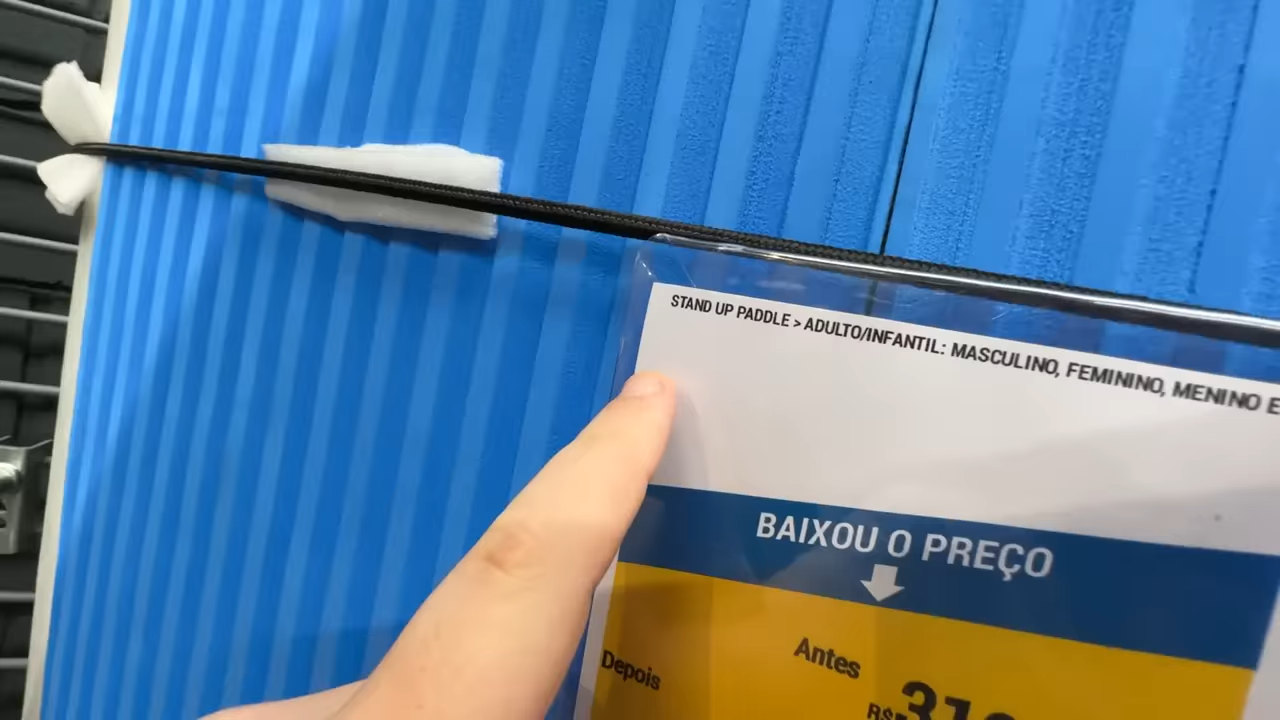 STAND UP PADDLE > ADULTO/INFANTIL: MASCULINO, FEMININO, MENINO E
BAIXOU O PREÇO
Antes
Depois
R$